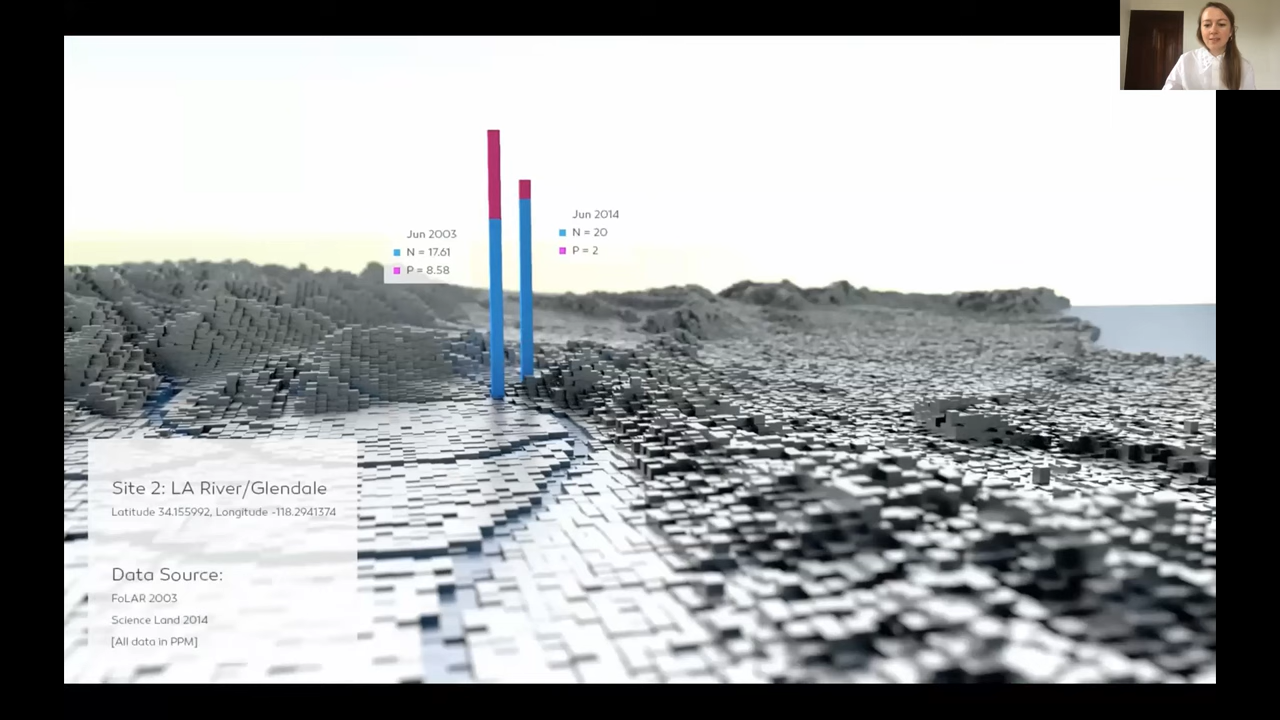 Jun 2003
N = 17.61
P = 8.58
Jun 2014
N = 20
P = 2
Site 2: LA River/Glendale
Latitude 34.155992, Longitude -118.2941374
Data Source:
FoLAR 2003
Science Land 2014
[All data in PPM]